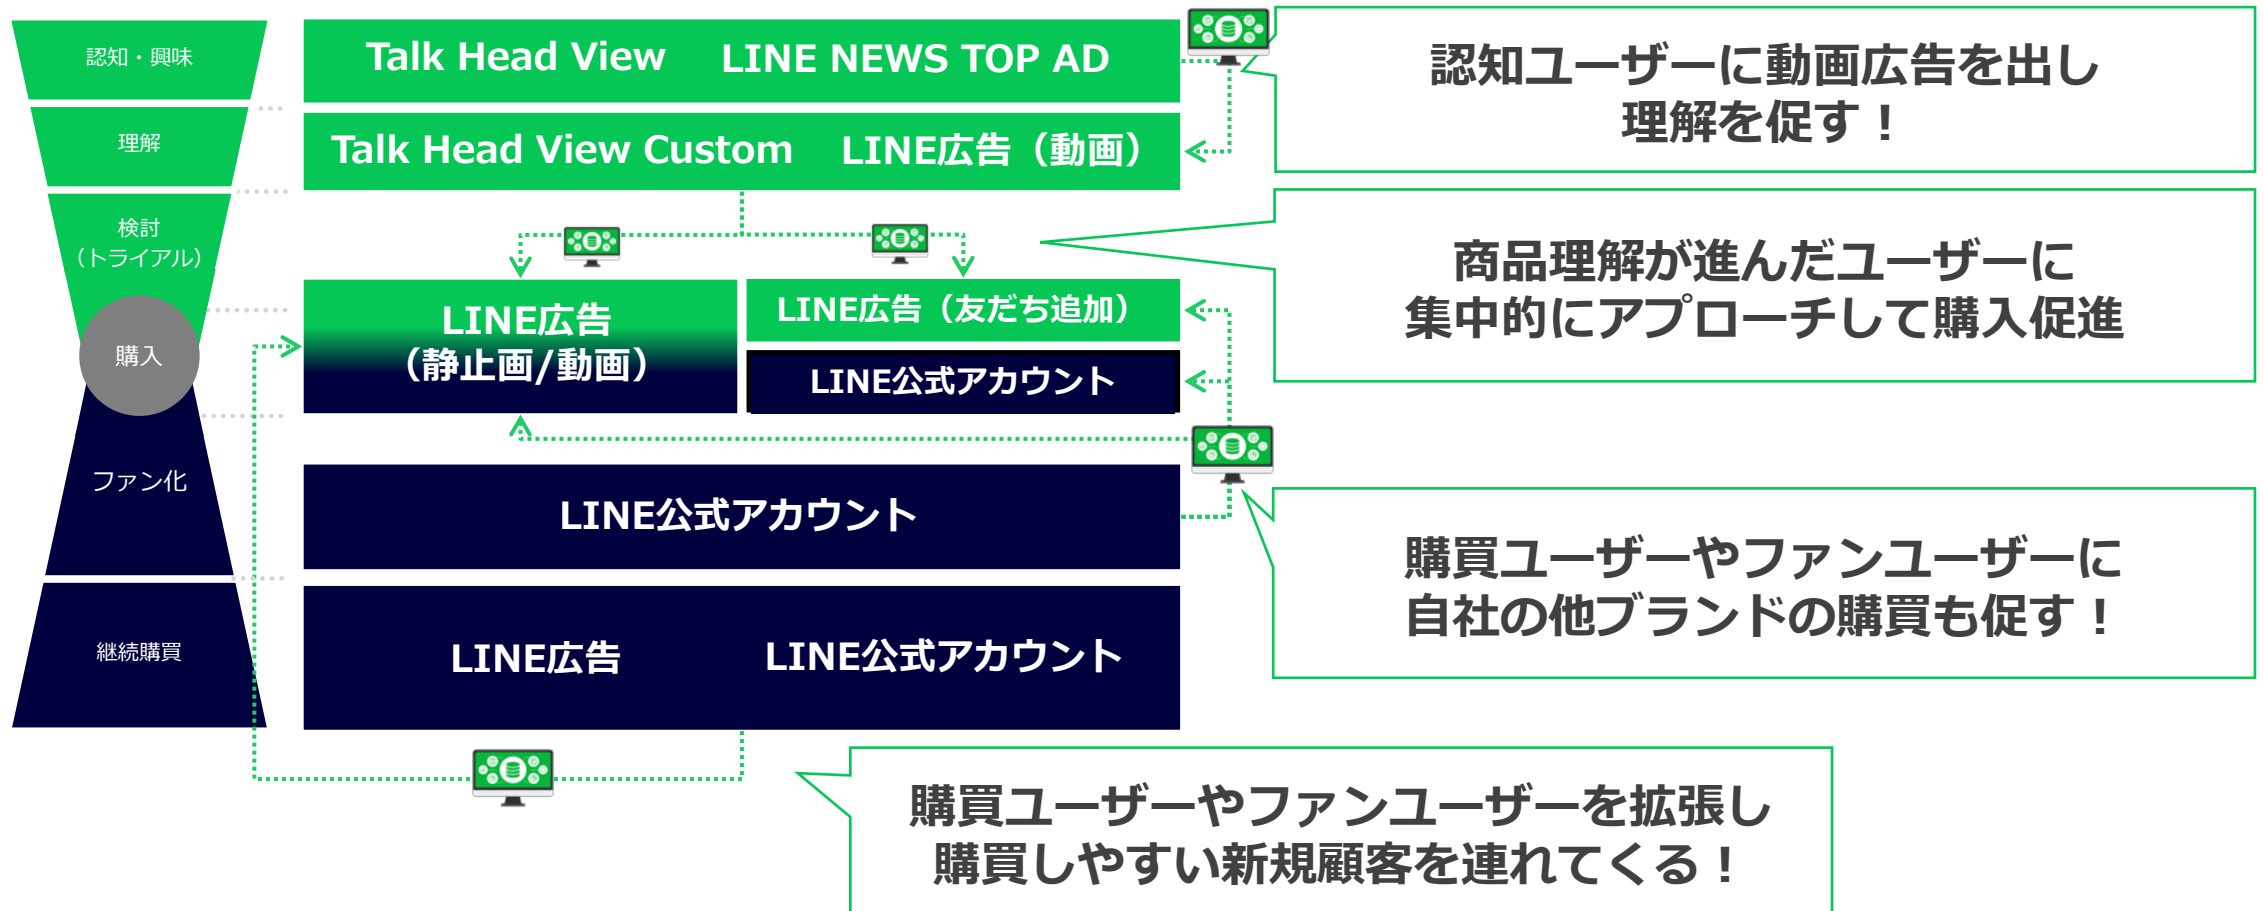 認知・興味
理解
検討
（トライアル）
購入
ファン化
継続購買
Talk Head View LINE NEWS TOP AD
Talk Head View Custom LINE広告（動画）
LINE広告
（静止画/動画）
LINE広告（友だち追加）
LINE公式アカウント
LINE公式アカウント
LINE広告 LINE公式アカウント
認知ユーザーに動画広告を出し
理解を促す！
商品理解が進んだユーザーに
集中的にアプローチして購入促進
購買ユーザーやファンユーザーに
自社の他ブランドの購買も促す！
購買ユーザーやファンユーザーを拡張し
購買しやすい新規顧客を連れてくる！